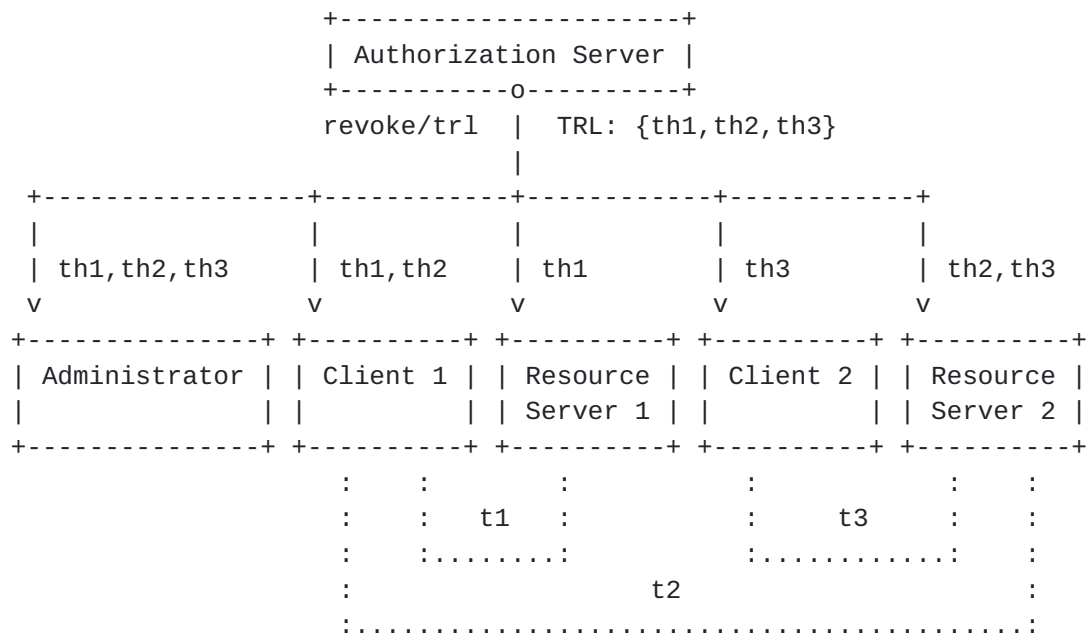 +----------------------+
| Authorization Server |
+-----------o----------+
revoke/trl  |  TRL: {th1,th2,th3}
|
+-----------------+------------+------------+------------+
|                 |            |            |            |
| th1,th2,th3     | th1,th2    | th1        | th3        | th2,th3
v                 v            v            v            v
+---------------+ +----------+ +----------+ +----------+ +----------+
| Administrator | | Client 1 | | Resource | | Client 2 | | Resource |
|               | |          | | Server 1 | |          | | Server 2 |
+---------------+ +----------+ +----------+ +----------+ +----------+
:    :        :           :            :    :
:    :   t1   :           :     t3     :    :
:    :........:           :............:    :
:                   t2                      :
:...........................................: